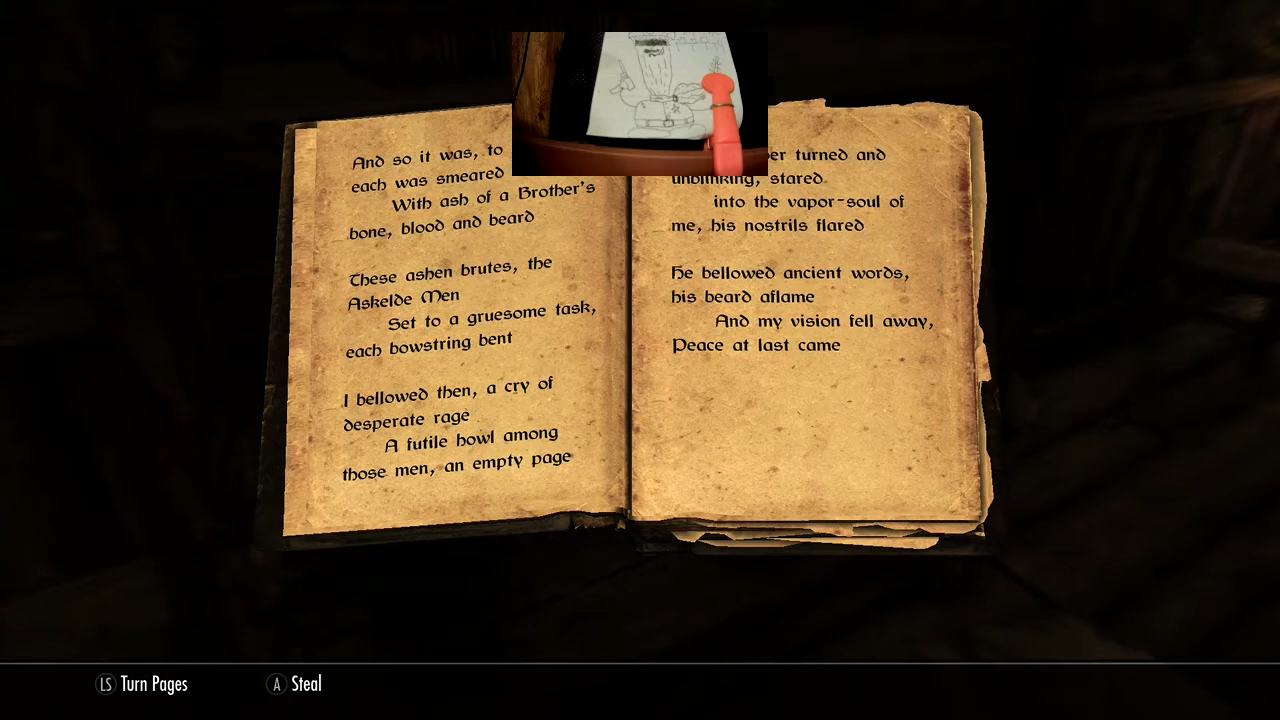 And so it was, to
each was smeared
With ash of a Brother's
bone, blood and beard
These ashen brutes, the
Askelde Men
Set to a gruesome task,
each bowstring bent
I bellowed then, a cry of
desperate rage
A futile howl among
those men, an empty page
turned and
unblinking, stared
into the vapor-soul of
me, his nostrils flared
He bellowed ancient words,
his beard aflame
And my vision fell away,
Peace at last came
LS Turn Pages
A Steal